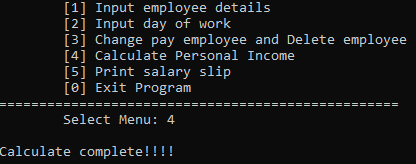 [1] Input employee details
[2] Input day of work
[3] Change pay employee and Delete employee
[4] Calculate Personal Income
[5] Print salary slip
[0] Exit Program
==================================================
Select Menu: 4
Calculate complete!!!!